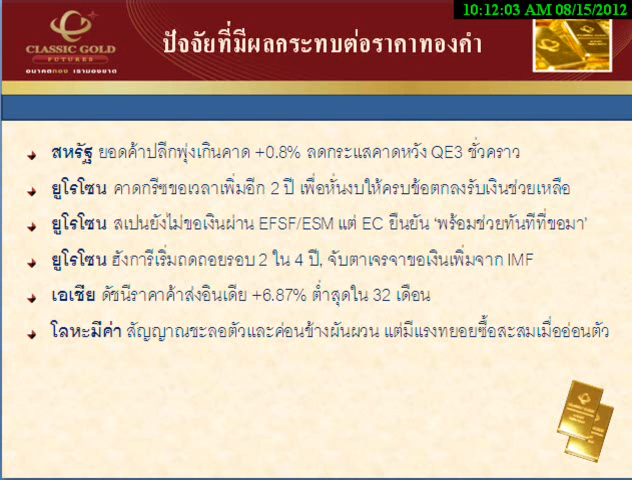 10:12:03 AM 08/15/2012
CLASSIC GOLD
FUTURES
อนาคตทอง เรามองขาด
ปัจจัยที่มีผลกระทบต่อราคาทองคำ
สหรัฐ ยอดค้าปลีกพุ่งเกินคาด +0.8% ลดกระแสคาดหวัง QE3 ชั่วคราว
ยูโรโซน คาดกรีซขอเวลาเพิ่มอีก 2 ปี เพื่อหั่นงบให้ครบข้อตกลงรับเงินช่วยเหลือ
ยูโรโซน สเปนยังไม่ขอเงินผ่าน EFSF/ESM แต่ EC ยืนยัน 'พร้อมช่วยทันทีที่ขอมา'
ยูโรโซน ฮังการีเริ่มถดถอยรอบ 2 ใน 4 ปี, จับตาเจรจาขอเงินเพิ่มจาก IMF
เอเชีย ดัชนีราคาค้าส่งอินเดีย +6.87% ต่ำสุดใน 32 เดือน
โลหะมีค่า สัญญาณชะลอตัวและค่อนข้างผันผวน แต่มีแรงทยอยซื้อสะสมเมื่ออ่อนตัว
CLASSIC GOLD